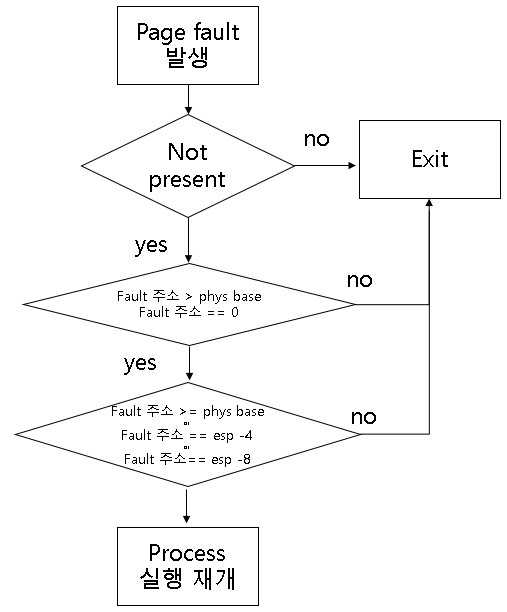 Page fault
발생
Not
present
no
Exit
yes
Fault 주소 > phys base
Fault 주소 == 0
no
yes
Fault 주소 >= phys base
Fault 주소 == esp -4
Fault 주소== esp -8
no
Process
실행 재개